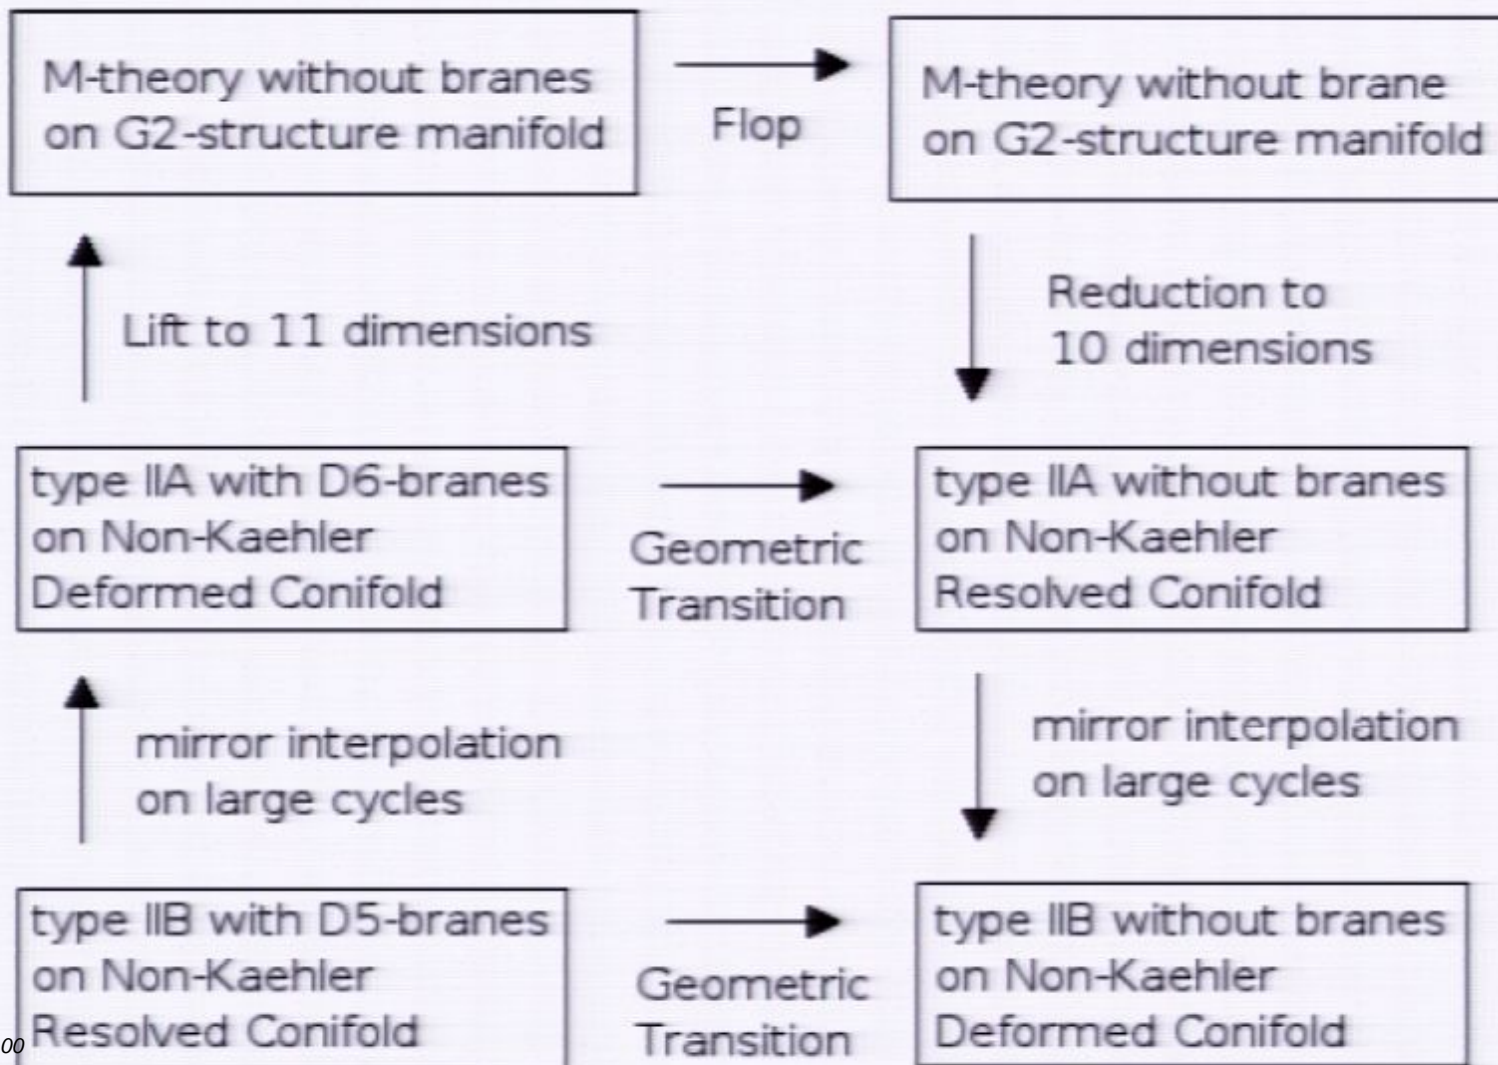 M-theory without branes
on G2-structure manifold
Flop
M-theory without brane
on G2-structure manifold
Lift to 11 dimensions
Reduction to
10 dimensions
type IIA with D6-branes
on Non-Kaehler
Deformed Conifold
Geometric
Transition
type IIA without branes
on Non-Kaehler
Resolved Conifold
mirror interpolation
on large cycles
mirror interpolation
on large cycles
type IIB with D5-branes
on Non-Kaehler
Resolved Conifold
Geometric
Transition
type IIB without branes
on Non-Kaehler
Deformed Conifold
00